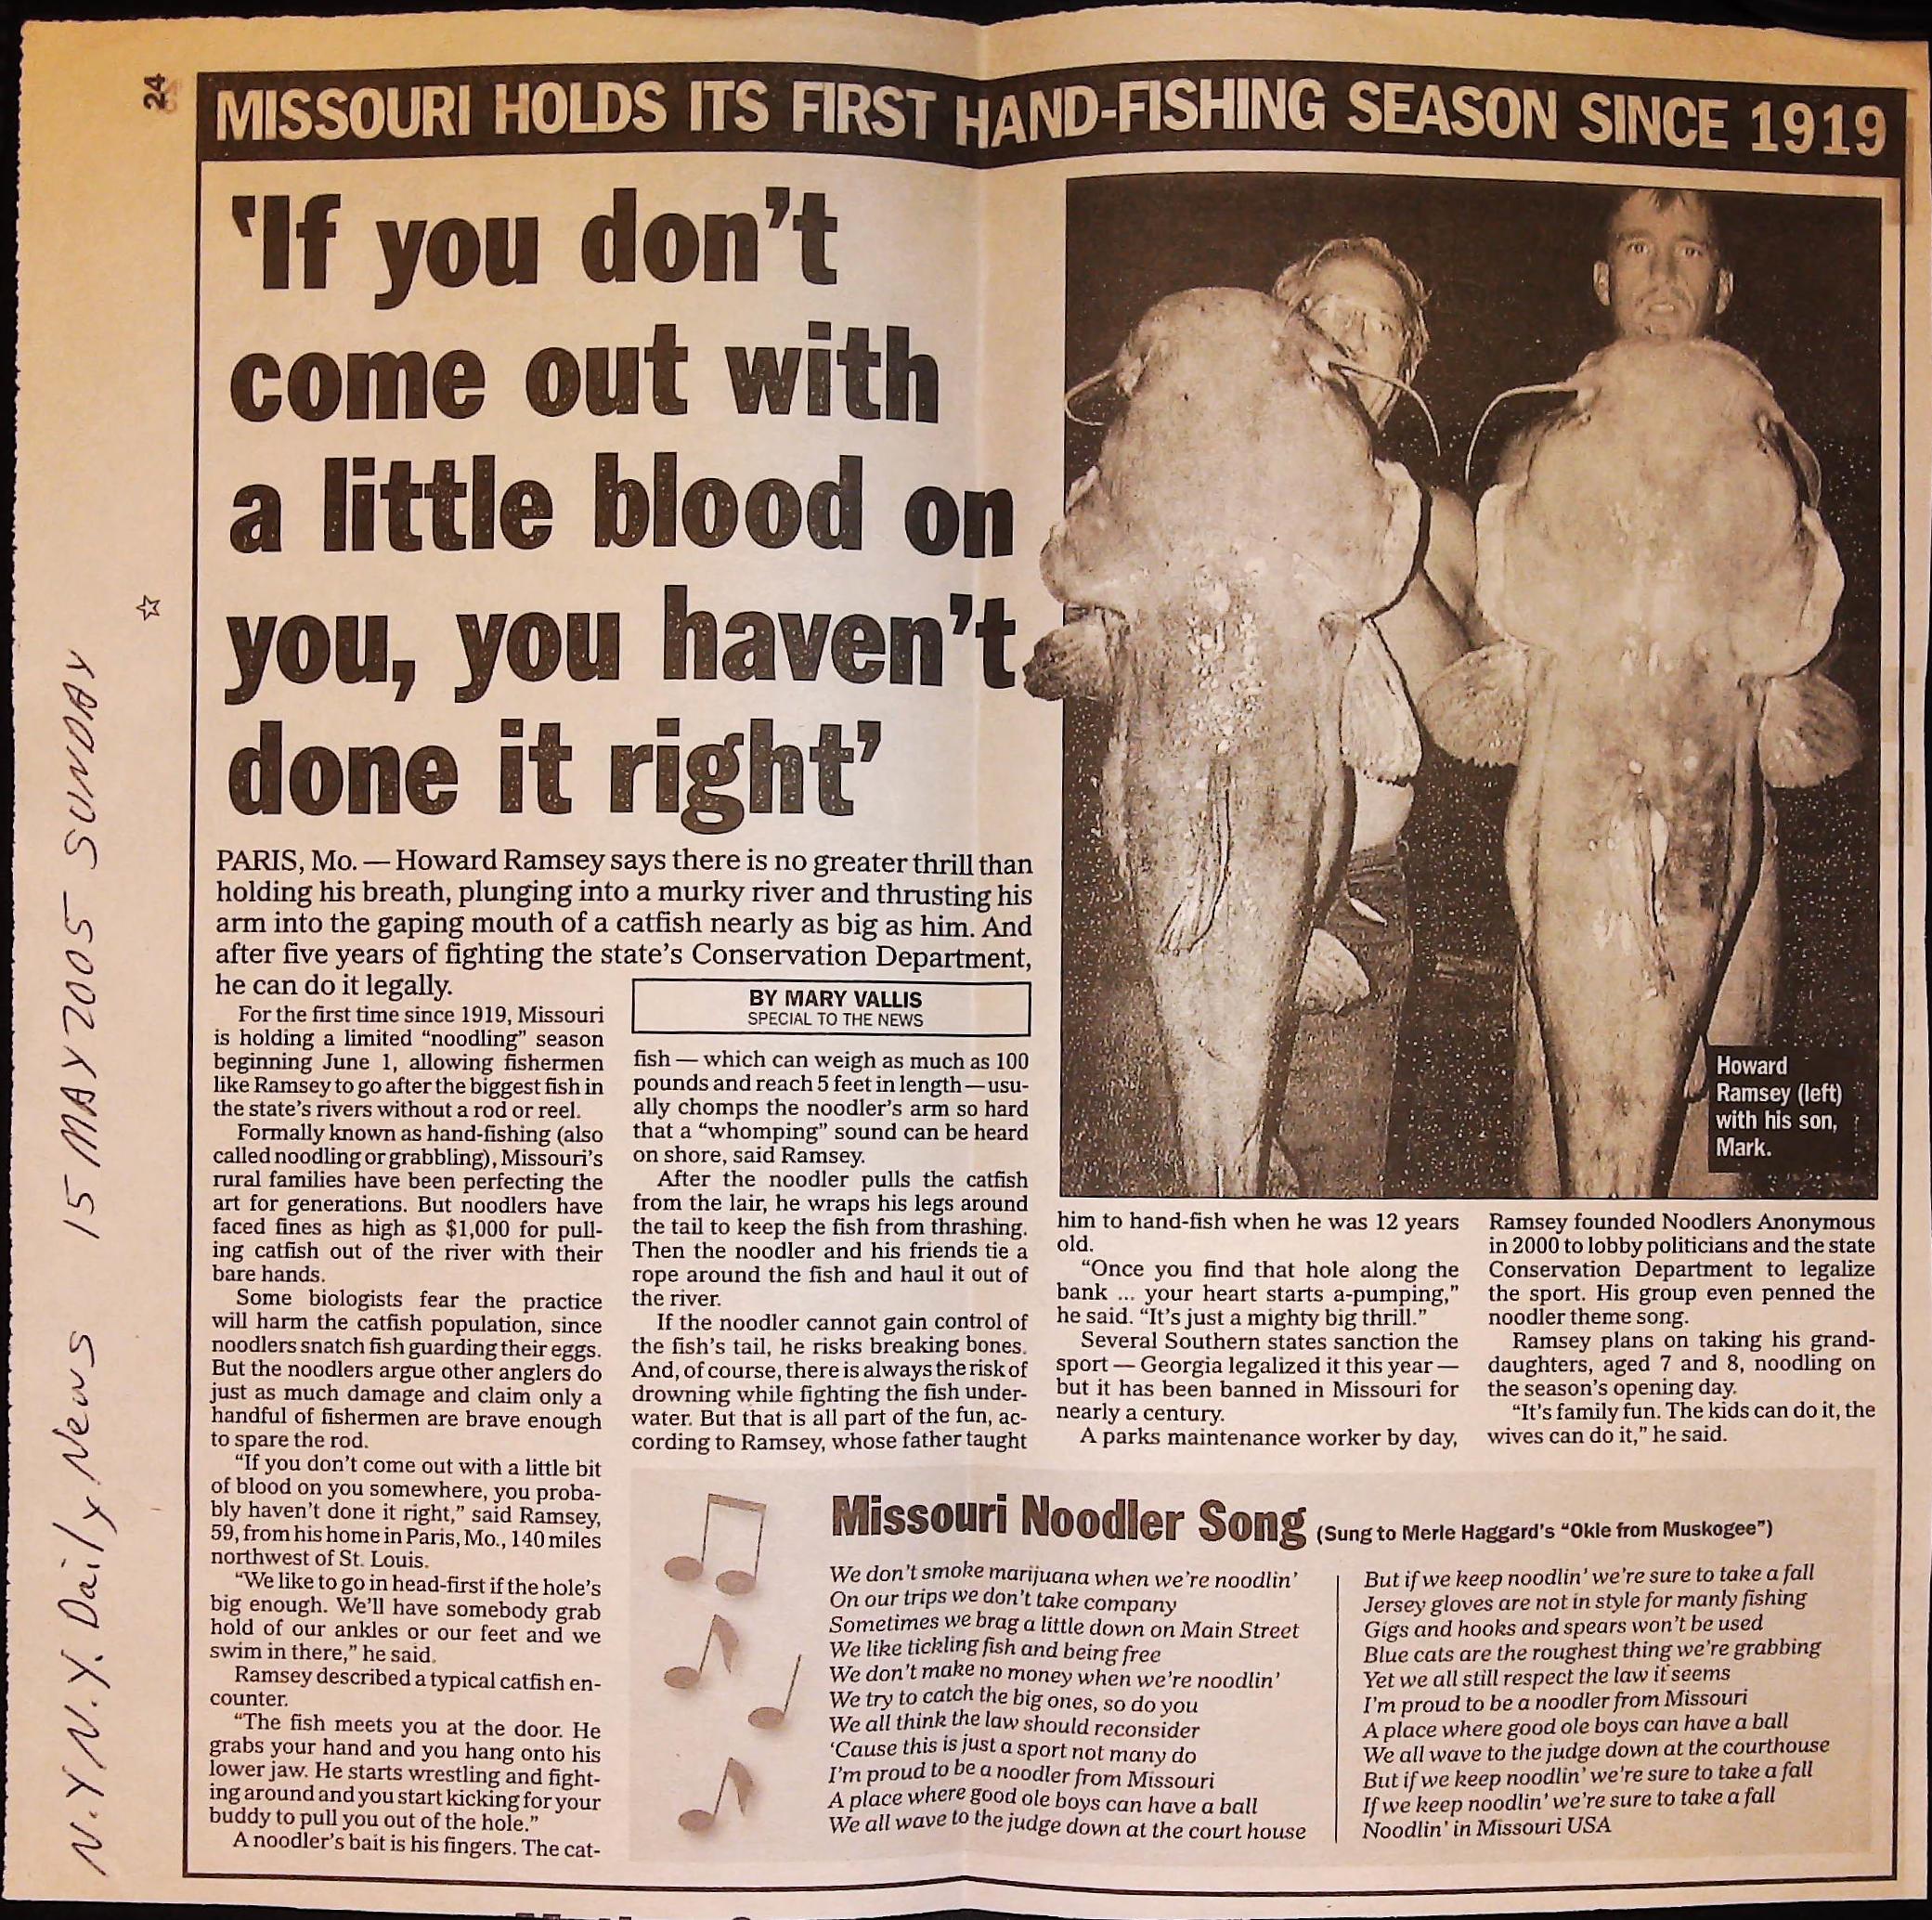 24
MISSOURI HOLDS ITS FIRST HAND-FISHING SEASON SINCE 1919
'If you don't
come out with
a little blood on
you, you haven't
done it right'
PARIS, Mo. — Howard Ramsey says there is no greater thrill than
holding his breath, plunging into a murky river and thrusting his
arm into the gaping mouth of a catfish nearly as big as him. And
after five years of fighting the state's Conservation Department,
he can do it legally.
BY MARY VALLIS
SPECIAL TO THE NEWS
For the first time since 1919, Missouri
is holding a limited "noodling" season
beginning June 1, allowing fishermen
like Ramsey to go after the biggest fish in
the state's rivers without a rod or reel.
Formally known as hand-fishing (also
called noodling or grabbling), Missouri's
rural families have been perfecting the
art for generations. But noodlers have
faced fines as high as $1,000 for pull-
ing catfish out of the river with their
bare hands.
Some biologists fear the practice
will harm the catfish population, since
noodlers snatch fish guarding their eggs.
But the noodlers argue other anglers do
just as much damage and claim only a
handful of fishermen are brave enough
to spare the rod.
"If you don't come out with a little bit
of blood on you somewhere, you proba-
bly haven't done it right," said Ramsey,
59, from his home in Paris, Mo., 140 miles
northwest of St. Louis.
"We like to go in head-first if the hole's
big enough. We'll have somebody grab
hold of our ankles or our feet and we
swim in there," he said.
Ramsey described a typical catfish en-
counter.
"The fish meets you at the door. He
grabs your hand and you hang onto his
lower jaw. He starts wrestling and fight-
ing around and you start kicking for your
buddy to pull you out of the hole."
A noodler's bait is his fingers. The cat-
fish — which can weigh as much as 100
pounds and reach 5 feet in length — usu-
ally chomps the noodler's arm so hard
that a "whomping" sound can be heard
on shore, said Ramsey.
After the noodler pulls the catfish
from the lair, he wraps his legs around
the tail to keep the fish from thrashing.
Then the noodler and his friends tie a
rope around the fish and haul it out of
the river.
If the noodler cannot gain control of
the fish's tail, he risks breaking bones.
And, of course, there is always the risk of
drowning while fighting the fish under-
water. But that is all part of the fun, ac-
cording to Ramsey, whose father taught
him to hand-fish when he was 12 years
old.
"Once you find that hole along the
bank ... your heart starts a-pumping,"
he said. "It's just a mighty big thrill."
Several Southern states sanction the
sport — Georgia legalized it this year —
but it has been banned in Missouri for
nearly a century.
A parks maintenance worker by day,
Ramsey founded Noodlers Anonymous
in 2000 to lobby politicians and the state
Conservation Department to legalize
the sport. His group even penned the
noodler theme song.
Ramsey plans on taking his grand-
daughters, aged 7 and 8, noodling on
the season's opening day.
"It's family fun. The kids can do it, the
wives can do it," he said.
Howard
Ramsey (left)
with his son,
Mark.
Missouri Noodler Song (Sung to Merle Haggard's "Okie from Muskogee")
We don't smoke marijuana when we're noodlin'
On our trips we don't take company
Sometimes we brag a little down on Main Street
We like tickling fish and being free
We don't make no money when we're noodlin'
We try to catch the big ones, so do you
We all think the law should reconsider
'Cause this is just a sport not many do
I'm proud to be a noodler from Missouri
A place where good ole boys can have a ball
We all wave to the judge down at the court house
But if we keep noodlin' we're sure to take a fall
Jersey gloves are not in style for manly fishing
Gigs and hooks and spears won't be used
Blue cats are the roughest thing we're grabbing
Yet we all still respect the law it seems
I'm proud to be a noodler from Missouri
A place where good ole boys can have a ball
We all wave to the judge down at the courthouse
But if we keep noodlin' we're sure to take a fall
If we keep noodlin' we're sure to take a fall
Noodlin' in Missouri USA
N.Y N.Y. Daily News 15 MAY 2005 SUNDAY